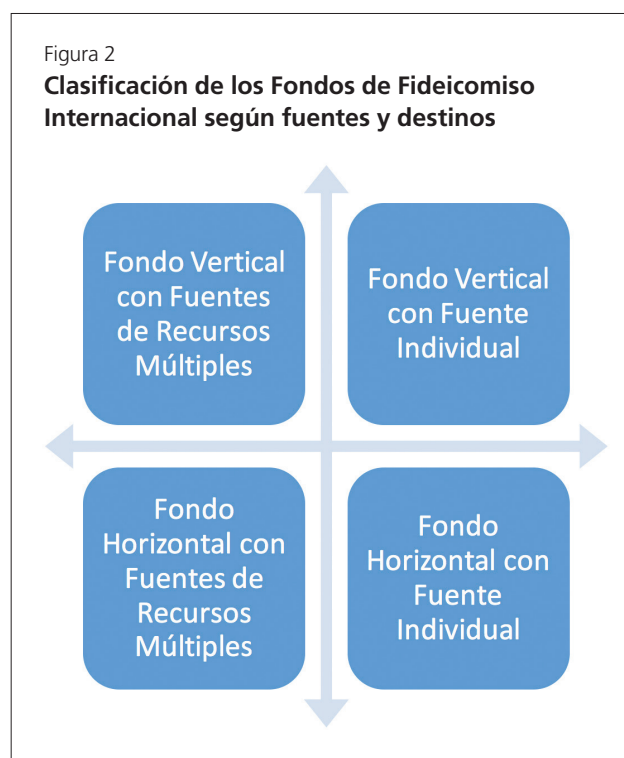 Figura 2
Clasificación de los Fondos de Fideicomiso
Internacional según fuentes y destinos
Fondo Vertical
con Fuentes
de Recursos
Múltiples
Fondo Vertical
con Fuente
Individual
Fondo
Horizontal con
Fuentes de
Recursos
Múltiples
Fondo
Horizontal con
Fuente
Individual